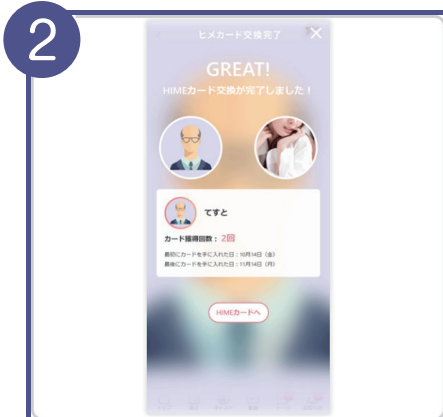 2
ヒメカード交換完了
GREAT!
HIMEカード交換が完了しました！
てすと
カード獲得回数： 2回
最初にカードを手に入れた日：10月14日（金）
最後にカードを手に入れた日：11月14日（月）
HIMEカードへ